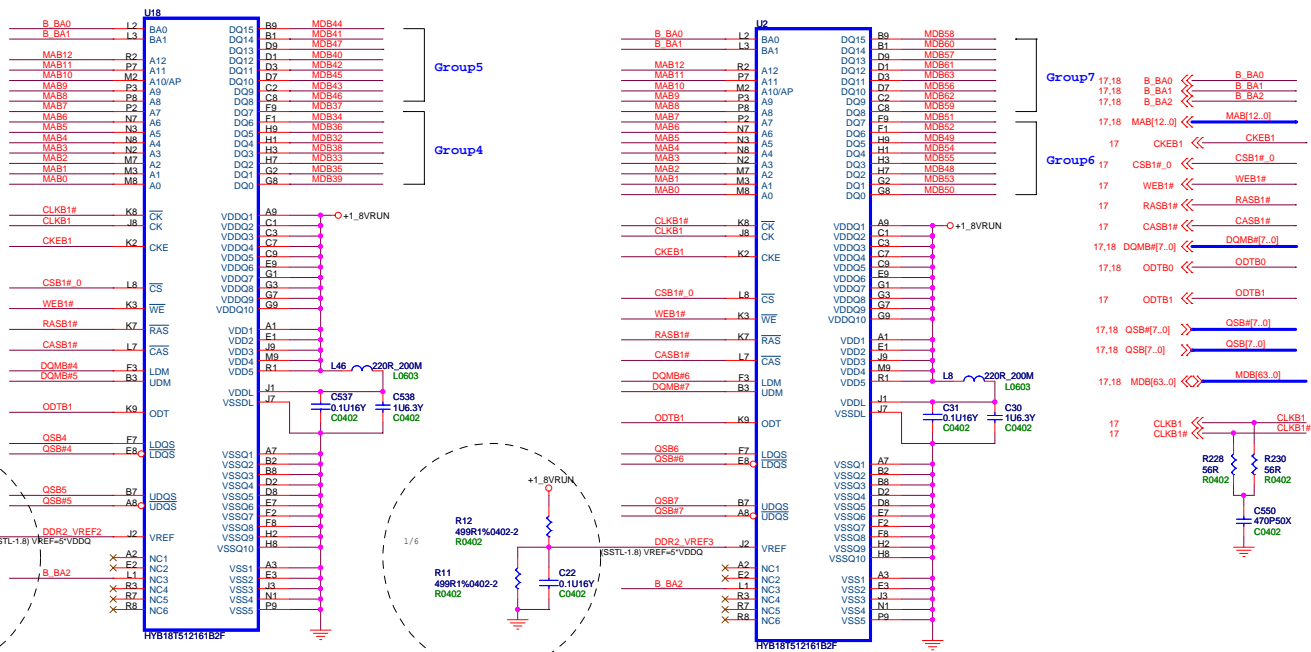 U18
B_BA0 L2 BA0 DQ15 B9 MDB44
B_BA1 L3 BA1 DQ14 B1 MDB41
DQ13 D9 MDB47
MAB12 R2 A12 DQ12 D1 MDB40
MAB11 P7 A11 DQ11 D3 MDB42
MAB10 M2 A10/AP DQ10 D7 MDB45
MAB9 P3 A9 DQ9 C2 MDB43
MAB8 P8 A8 DQ8 C8 MDB46
MAB7 P2 A7 DQ7 F9 MDB37
MAB6 N7 A6 DQ6 F1 MDB34
MAB5 N3 A5 DQ5 H9 MDB36
MAB4 N8 A4 DQ4 H1 MDB32
MAB3 N2 A3 DQ3 H3 MDB38
MAB2 M7 A2 DQ2 H7 MDB33
MAB1 M3 A1 DQ1 G2 MDB35
MAB0 M8 A0 DQ0 G8 MDB39
Group5
Group4
CLKB1# K8 CK VDDQ1 A9 +1_8VRUN
CLKB1 J8 CK VDDQ2 C1
VDDQ3 C3
CKEB1 K2 CKE VDDQ4 C7
VDDQ5 C9
VDDQ6 E9
VDDQ7 G1
CSB1#_0 L8 CS VDDQ8 G3
VDDQ9 G7
WEB1# K3 WE VDDQ10 G9
RASB1# K7 RAS VDD1 A1
VDD2 E1
CASB1# L7 CAS VDD3 J9
VDD4 M9
DQMB#4 F3 LDM VDD5 R1
DQMB#5 B3 UDM
L46 220R_200M
L0603
VDDL J1
VSSDL J7
C537
0.1U16Y
C0402
C538
1U6.3Y
C0402
ODTB1 K9 ODT
QSB4 F7 LDQS VSSQ1 A7
QSB#4 E8 LDQS VSSQ2 B2
VSSQ3 B8
VSSQ4 D2
QSB5 B7 UDQS VSSQ5 D8
QSB#5 A8 UDQS VSSQ6 E7
VSSQ7 F2
VSSQ8 F8
DDR2_VREF2 J2 VREF VSSQ9 H2
VSSQ10 H8
STL-1.8) VREF=5*VDDQ
A2 NC1 VSS1 A3
E2 NC2 VSS2 E3
B_BA2 L1 NC3 VSS3 J3
R3 NC4 VSS4 N1
R7 NC5 VSS5 P9
R8 NC6
HYB18T512161B2F
+1_8VRUN
R12
499R1%0402-2
R0402
1/6
R11
499R1%0402-2
R0402
C22
0.1U16Y
C0402
U2
B_BA0 L2 BA0 DQ15 B9 MDB58
B_BA1 L3 BA1 DQ14 B1 MDB60
DQ13 D9 MDB57
MAB12 R2 A12 DQ12 D1 MDB61
MAB11 P7 A11 DQ11 D3 MDB63
MAB10 M2 A10/AP DQ10 D7 MDB56
MAB9 P3 A9 DQ9 C2 MDB62
MAB8 P8 A8 DQ8 C8 MDB59
MAB7 P2 A7 DQ7 F9 MDB51
MAB6 N7 A6 DQ6 F1 MDB52
MAB5 N3 A5 DQ5 H9 MDB49
MAB4 N8 A4 DQ4 H1 MDB54
MAB3 N2 A3 DQ3 H3 MDB55
MAB2 M7 A2 DQ2 H7 MDB48
MAB1 M3 A1 DQ1 G2 MDB53
MAB0 M8 A0 DQ0 G8 MDB50
Group7
Group6
CLKB1# K8 CK VDDQ1 A9 +1_8VRUN
CLKB1 J8 CK VDDQ2 C1
VDDQ3 C3
CKEB1 K2 CKE VDDQ4 C7
VDDQ5 C9
VDDQ6 E9
VDDQ7 G1
CSB1#_0 L8 CS VDDQ8 G3
VDDQ9 G7
WEB1# K3 WE VDDQ10 G9
RASB1# K7 RAS VDD1 A1
VDD2 E1
CASB1# L7 CAS VDD3 J9
VDD4 M9
DQMB#6 F3 LDM VDD5 R1
DQMB#7 B3 UDM
L8 220R_200M
L0603
VDDL J1
VSSDL J7
C31
0.1U16Y
C0402
C30
1U6.3Y
C0402
ODTB1 K9 ODT
QSB6 F7 LDQS VSSQ1 A7
QSB#6 E8 LDQS VSSQ2 B2
VSSQ3 B8
VSSQ4 D2
QSB7 B7 UDQS VSSQ5 D8
QSB#7 A8 UDQS VSSQ6 E7
VSSQ7 F2
VSSQ8 F8
DDR2_VREF3 J2 VREF VSSQ9 H2
VSSQ10 H8
(SSTL-1.8) VREF=5*VDDQ
A2 NC1 VSS1 A3
E2 NC2 VSS2 E3
B_BA2 L1 NC3 VSS3 J3
R3 NC4 VSS4 N1
R7 NC5 VSS5 P9
R8 NC6
HYB18T512161B2F
17,18 B_BA0 B_BA0
17,18 B_BA1 B_BA1
17,18 B_BA2 B_BA2
17,18 MAB[12..0] MAB[12..0]
17 CKEB1 CKEB1
17 CSB1#_0 CSB1#_0
17 WEB1# WEB1#
17 RASB1# RASB1#
17 CASB1# CASB1#
17,18 DQMB#[7..0] DQMB#[7..0]
17,18 ODTB0 ODTB0
17 ODTB1 ODTB1
17,18 QSB#[7..0] QSB#[7..0]
17,18 QSB[7..0] QSB[7..0]
17,18 MDB[63..0] MDB[63..0]
17 CLKB1 CLKB1
17 CLKB1# CLKB1#
R228
56R
R0402
R230
56R
R0402
C550
470P50X
C0402